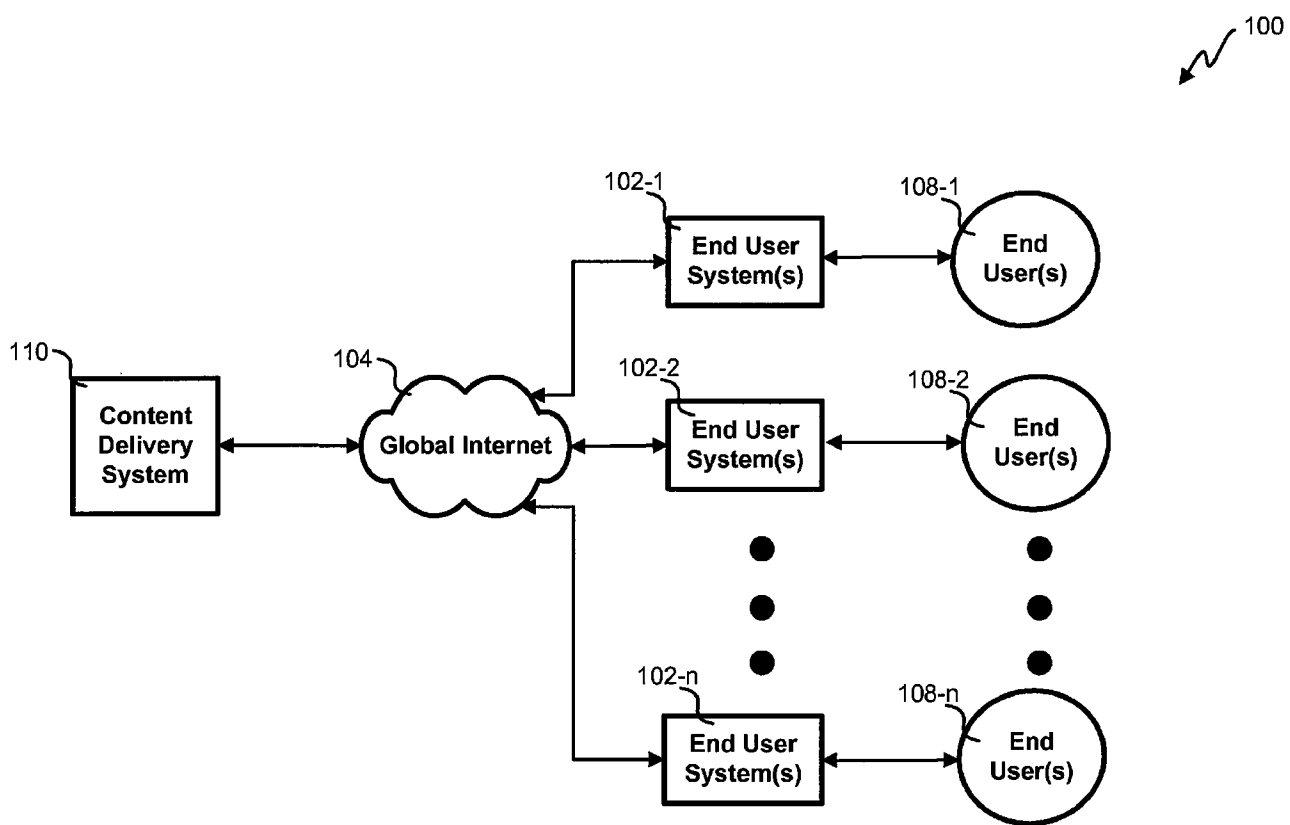 100
102-1
End User
System(s)
108-1
End
User(s)
110
Content
Delivery
System
104
Global Internet
102-2
End User
System(s)
108-2
End
User(s)
102-n
End User
System(s)
108-n
End
User(s)